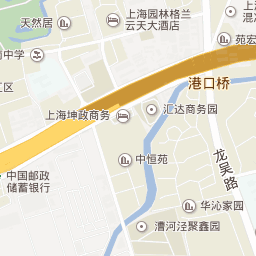 天然居
上海园林格兰
云天大酒店
上海
混
苑宏
中学
港口桥
江区
上海坤政商务
汇达商务园
龙吴路
中恒苑
中国邮政
储蓄银行
华沁家园
漕河泾聚鑫园